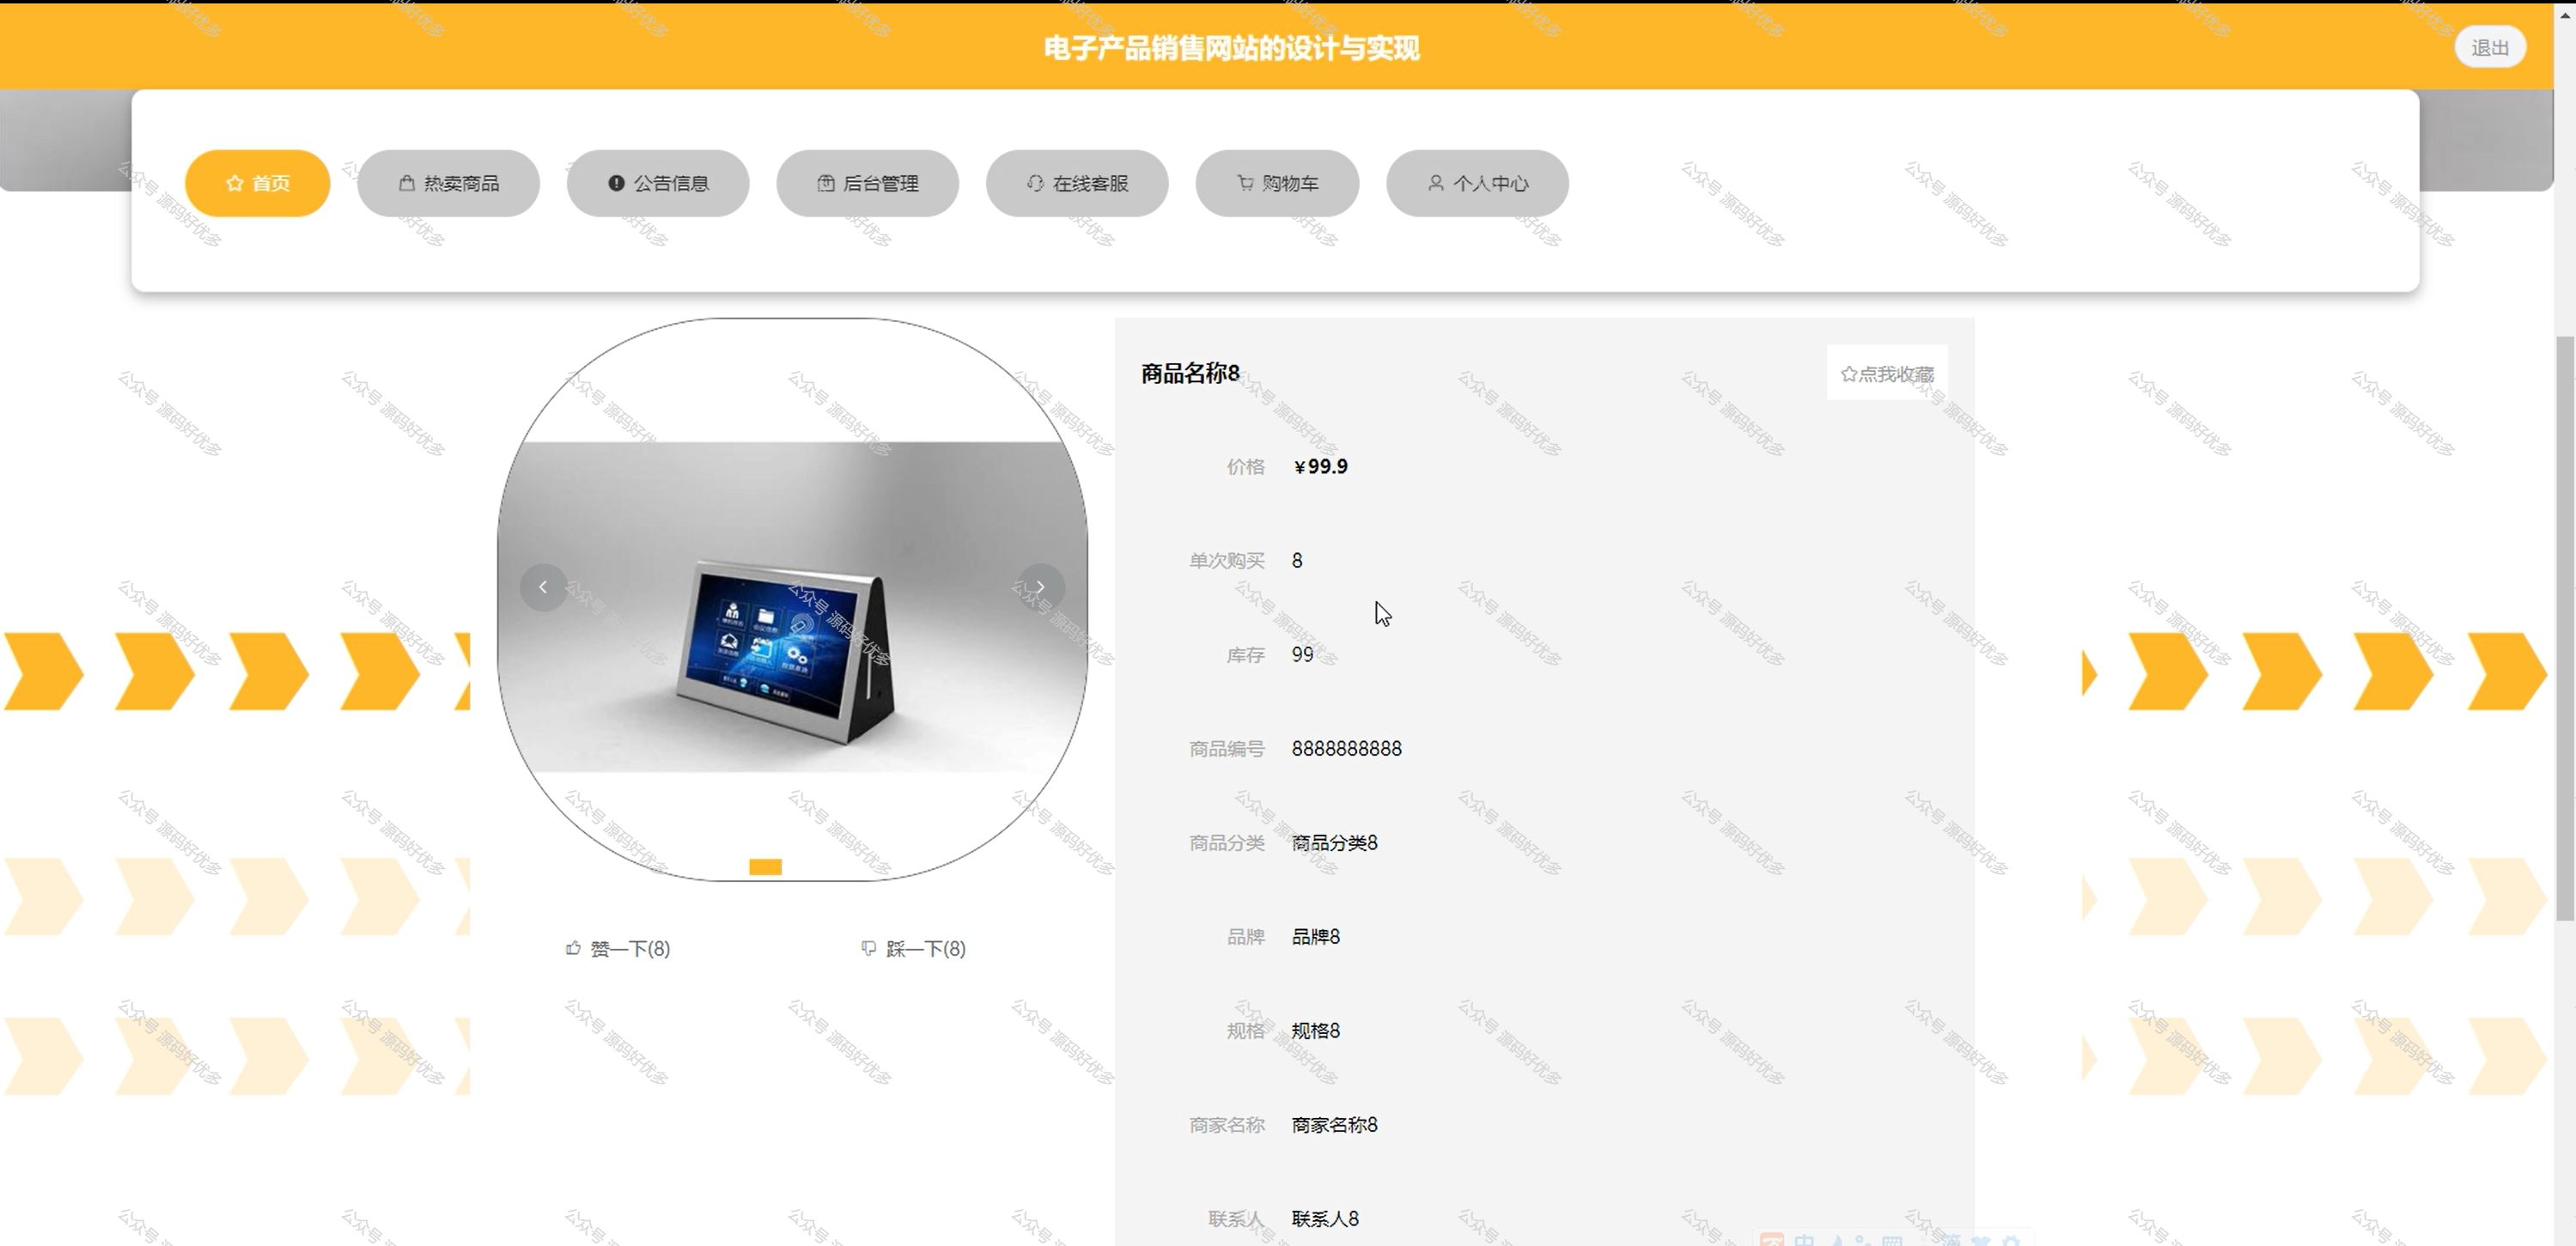 电子产品销售网站的设计与实现
退出
首页 热卖商品 公告信息 后台管理 在线客服 购物车 个人中心
商品名称8
点我收藏
价格 ¥99.9
单次购买 8
库存 99
商品编号 8888888888
商品分类 商品分类8
品牌 品牌8
赞一下(8) 踩一下(8)
规格 规格8
商家名称 商家名称8
联系人 联系人8
公众号 源码好优多